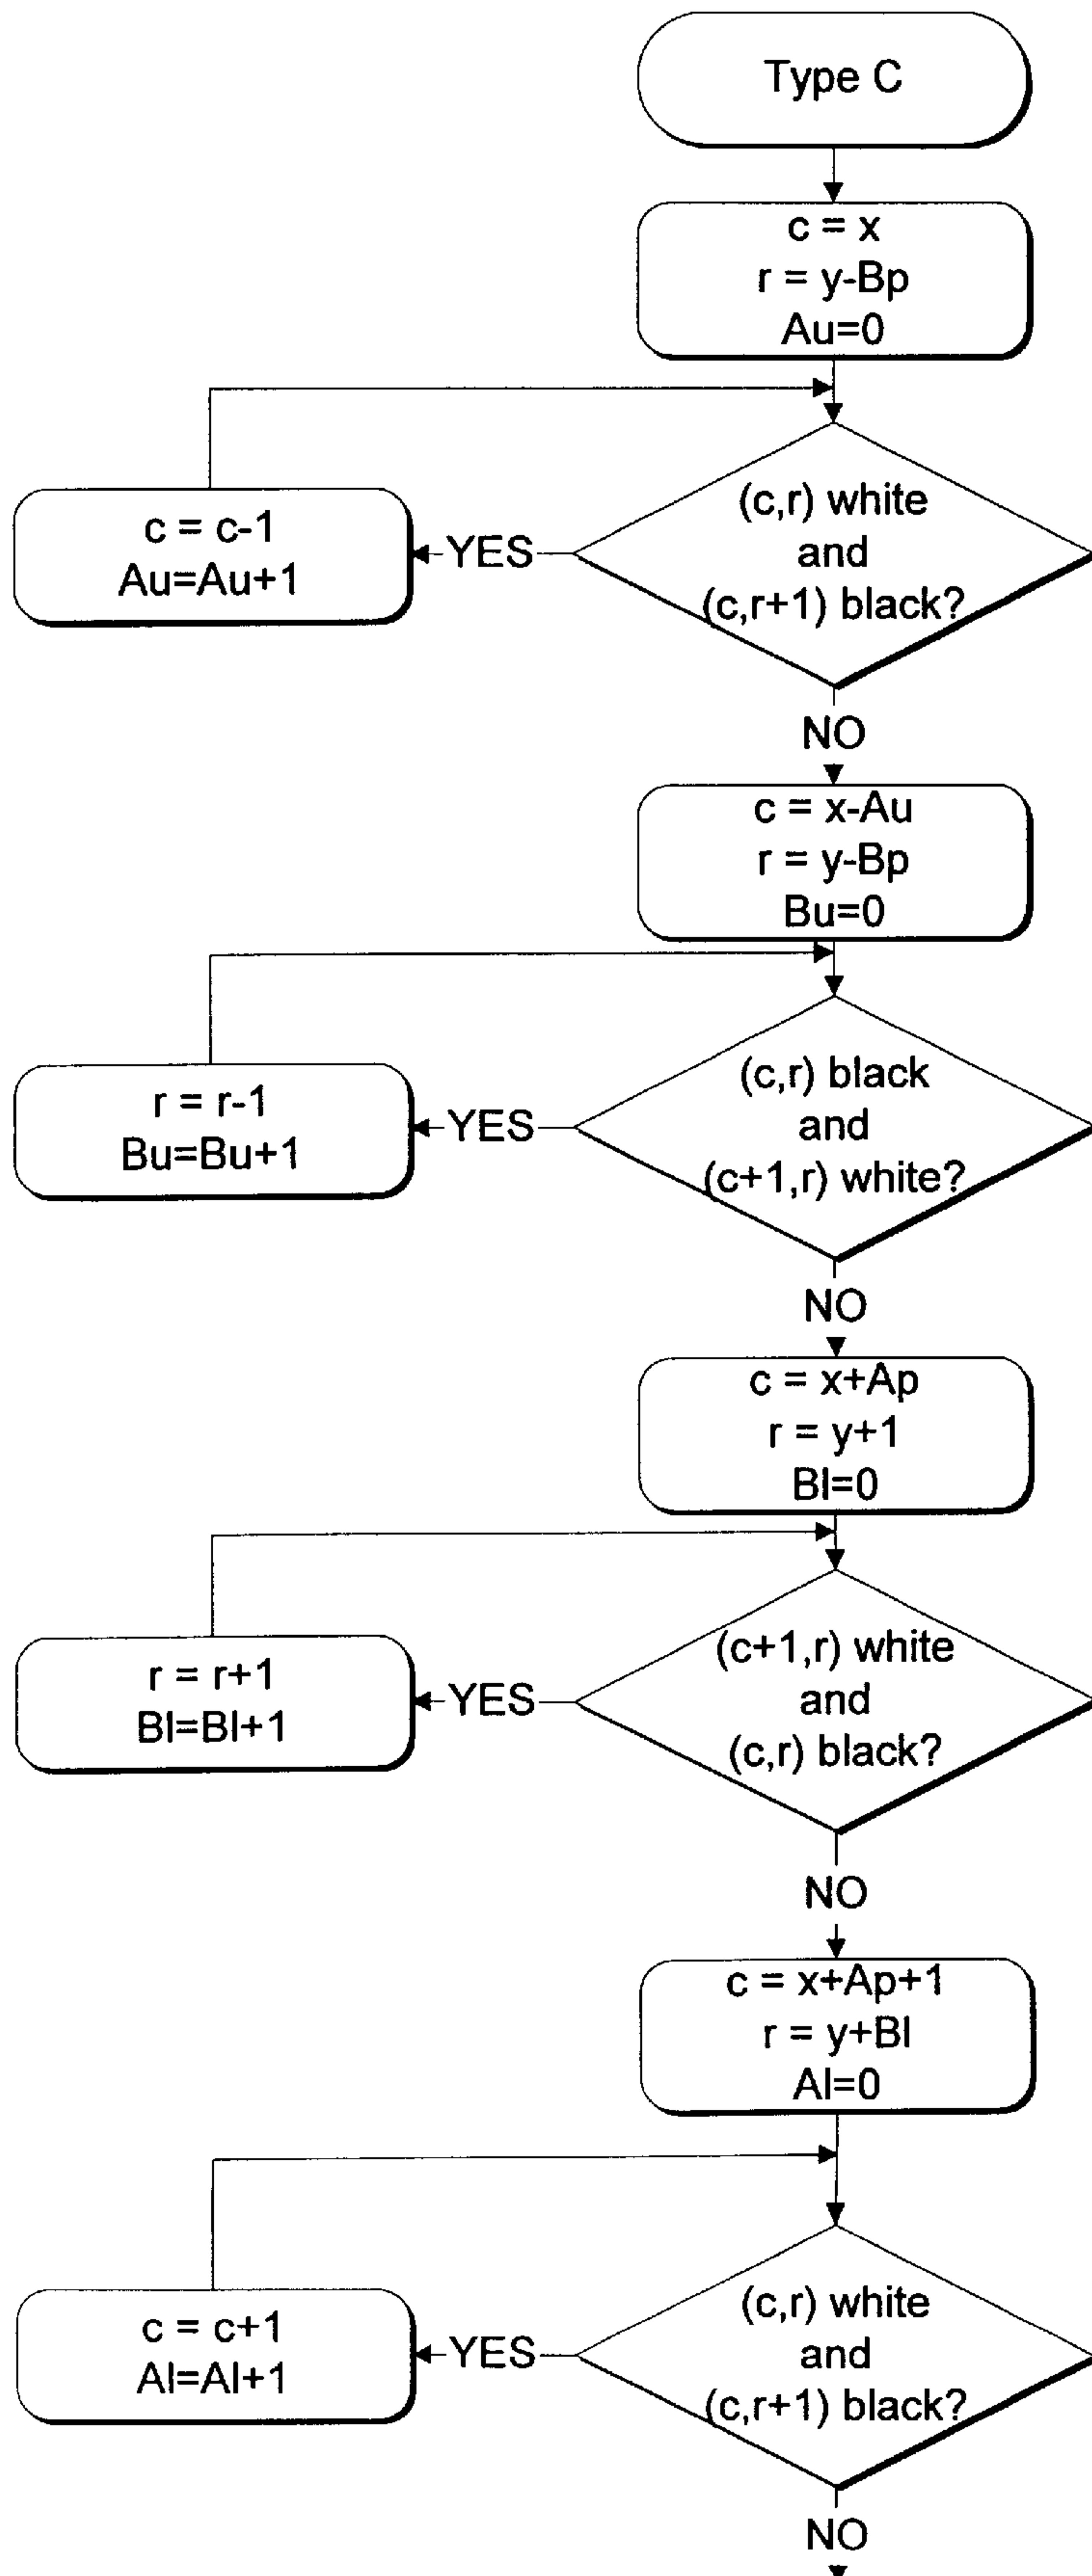 Type C
c = x
r = y-Bp
Au=0
(c,r) white
and
(c,r+1) black?
YES
c = c-1
Au=Au+1
NO
c = x-Au
r = y-Bp
Bu=0
(c,r) black
and
(c+1,r) white?
YES
r = r-1
Bu=Bu+1
NO
c = x+Ap
r = y+1
Bl=0
(c+1,r) white
and
(c,r) black?
YES
r = r+1
Bl=Bl+1
NO
c = x+Ap+1
r = y+Bl
Al=0
(c,r) white
and
(c,r+1) black?
YES
c = c+1
Al=Al+1
NO